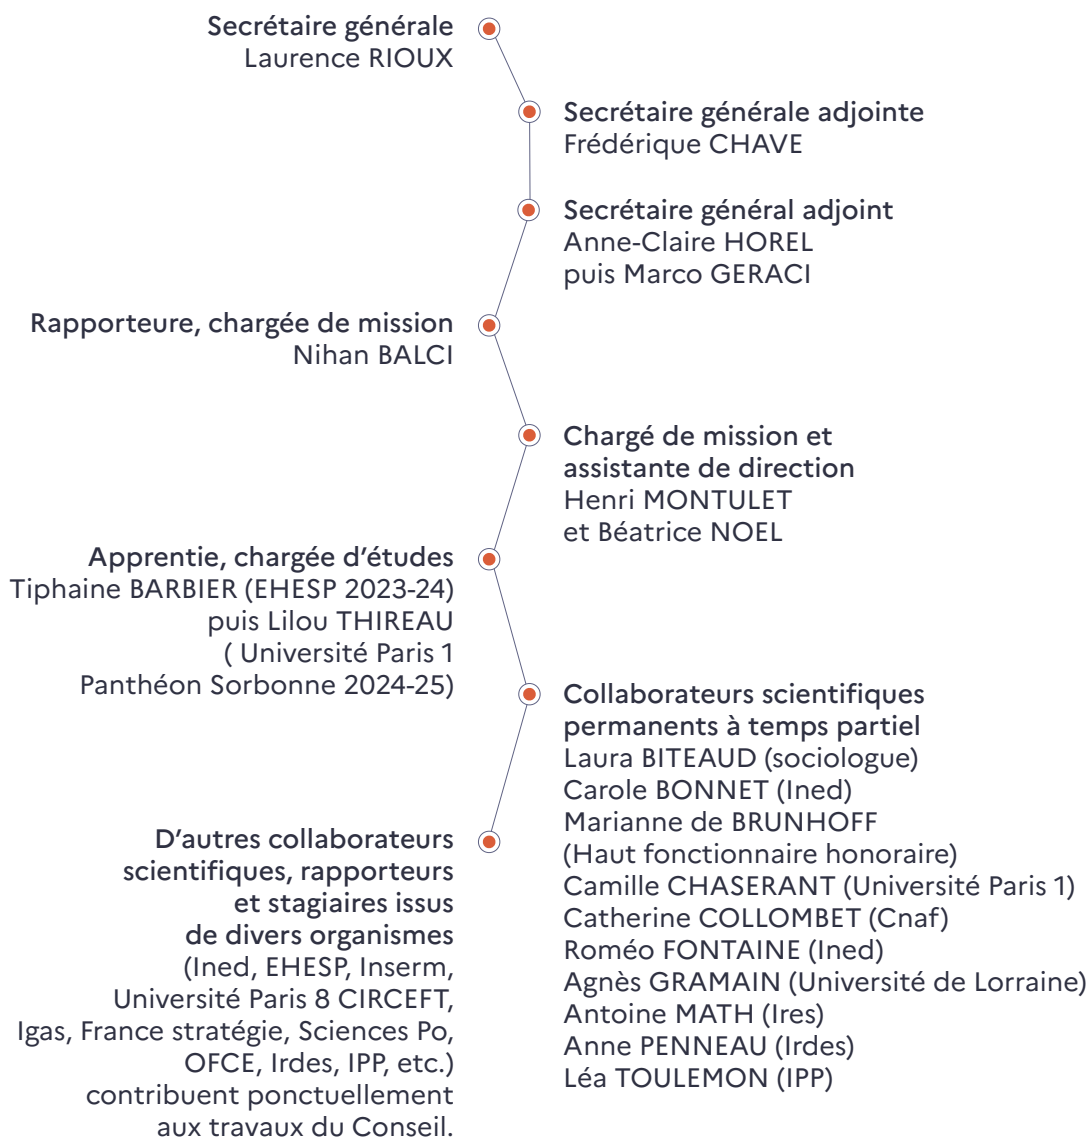 Secrétaire générale
Laurence RIOUX
Secrétaire générale adjointe
Frédérique CHAVE
Secrétaire général adjoint
Anne-Claire HOREL
puis Marco GERACI
Rapporteure, chargée de mission
Nihan BALCI
Chargé de mission et
assistante de direction
Henri MONTULET
et Béatrice NOEL
Apprentie, chargée d’études
Tiphaine BARBIER (EHESP 2023-24)
puis Lilou THIREAU
( Université Paris 1
Panthéon Sorbonne 2024-25)
Collaborateurs scientifiques
permanents à temps partiel
Laura BITEAUD (sociologue)
Carole BONNET (Ined)
Marianne de BRUNHOFF
(Haut fonctionnaire honoraire)
Camille CHASERANT (Université Paris 1)
Catherine COLLOMBET (Cnaf)
Roméo FONTAINE (Ined)
Agnès GRAMAIN (Université de Lorraine)
Antoine MATH (Ires)
Anne PENNEAU (Irdes)
Léa TOULEMON (IPP)
D’autres collaborateurs
scientifiques, rapporteurs
et stagiaires issus
de divers organismes
(Ined, EHESP, Inserm,
Université Paris 8 CIRCEFT,
Igas, France stratégie, Sciences Po,
OFCE, Irdes, IPP, etc.)
contribuent ponctuellement
aux travaux du Conseil.